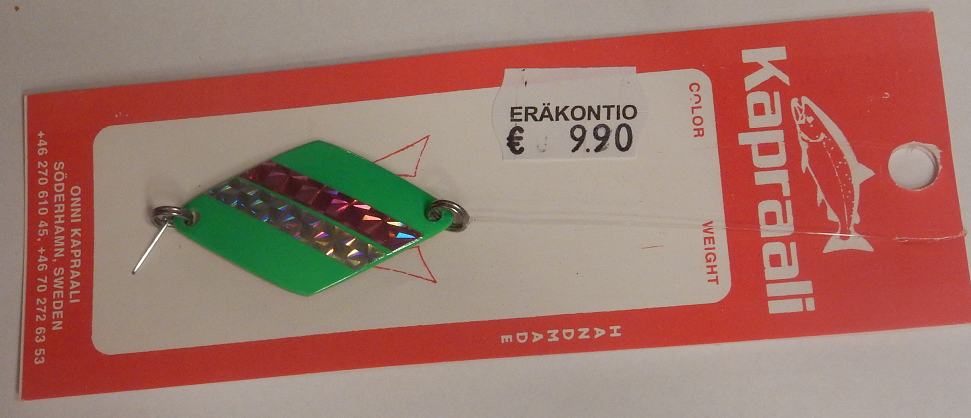 Kapraali
COLOR
WEIGHT
ERÄKONTIO
€ 9.90
HANDMADE
ONNI KAPRAALI
SÖDERHAMN, SWEDEN
+46 270 610 45, +46 70 272 63 53